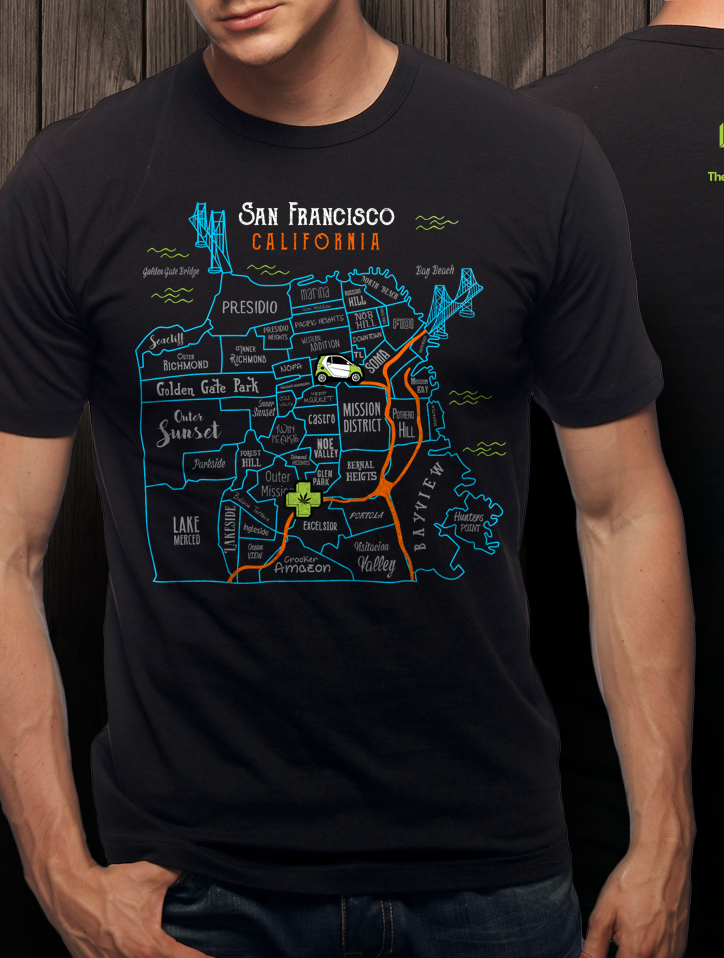 San Francisco
CALIFORNIA
The
Golden Gate Bridge
Bay Beach
PRESIDIO
marina
RUSSIAN
HILL
NORTH BEACH
PACIFIC HEIGHTS
NOB
HILL
FIDI
PRESIDIO
HEIGHTS
WESTERN
ADDITION
DOWNTOWN
TL
SOMA
Seacliff
OUTER
RICHMOND
INNER
RICHMOND
NOPA
Golden Gate Park
COLE
VALLEY
UPPER
MARKET
MISSION
BAY
Outer
Sunset
Inner
Sunset
TWIN
PEAKS
Castro
MISSION
DISTRICT
POTRERO
HILL
NOE
VALLEY
Parkside
FOREST
HILL
Diamond
HEIGHTS
GLEN
PARK
BERNAL
HEIGTS
Outer
Mission
BAYVIEW
Hunters
POINT
LAKE
MERCED
LAKESIDE
Ingleside
EXCELSIOR
PORTOLA
OCEAN
VIEW
Crocker
Amazon
Visitacion
Valley